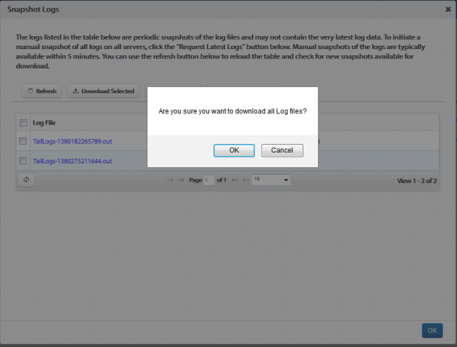 Snapshot Logs
The logs listed in the table below are periodic snapshots of the log files and may not contain the very latest log data. To initiate a
manual snapshot of all logs on all servers, click the "Request Latest Logs" button below. Manual snapshots of the logs are typically
available within 5 minutes. You can use the refresh button below to reload the table and check for new snapshots available for
download.
Refresh
Download Selected
Are you sure you want to download all Log files?
OK
Cancel
Log File
TailLogs-1380182265789.out
TailLogs-1380275211644.out
Page 1 of 1
View 1 - 2 of 2
OK